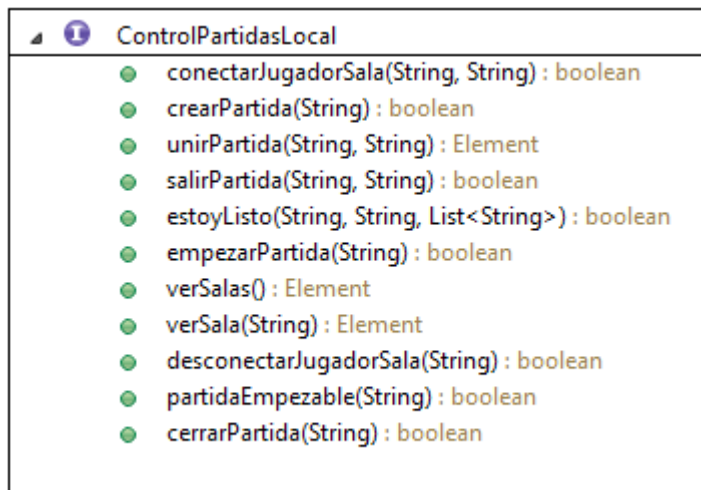 I ControlPartidasLocal
conectarJugadorSala(String, String) : boolean
crearPartida(String) : boolean
unirPartida(String, String) : Element
salirPartida(String, String) : boolean
estoyListo(String, String, List<String>) : boolean
empezarPartida(String) : boolean
verSalas() : Element
verSala(String) : Element
desconectarJugadorSala(String) : boolean
partidaEmpezable(String) : boolean
cerrarPartida(String) : boolean